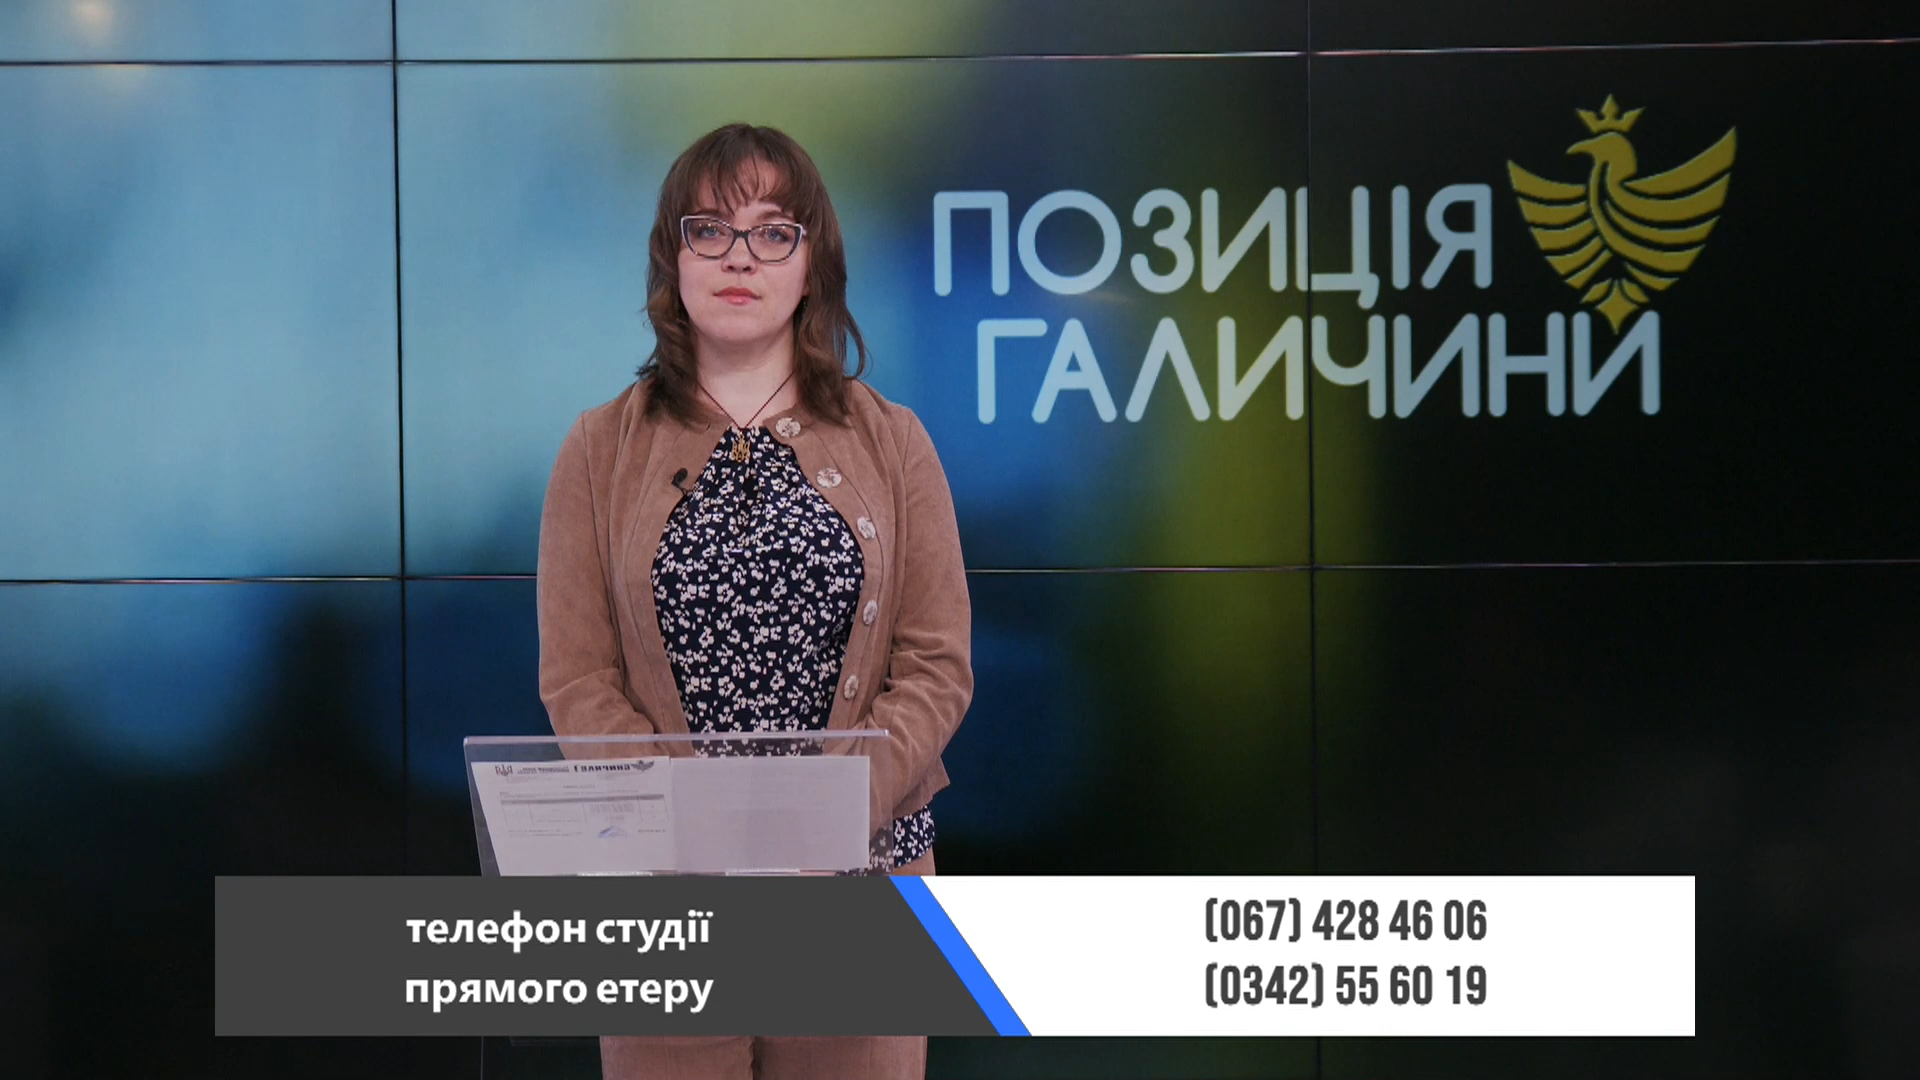 ПОЗИЦІЯ
ГАЛИЧИНИ
Галичина
телефон студії
прямого етеру
(067) 428 46 06
(0342) 55 60 19